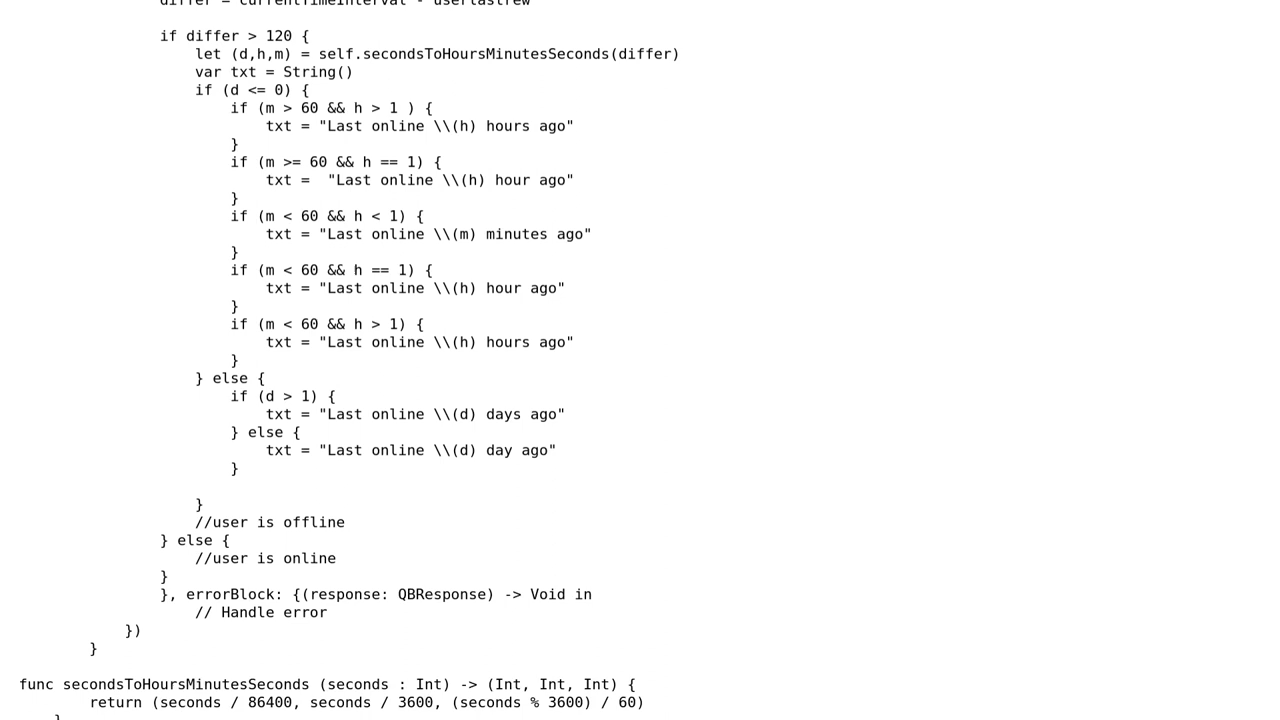 differ = currentTimeInterval - userlastrew
if differ > 120 {
let (d,h,m) = self.secondsToHoursMinutesSeconds(differ)
var txt = String()
if (d <= 0) {
if (m > 60 && h > 1 ) {
txt = "Last online \\(h) hours ago"
}
if (m >= 60 && h == 1) {
txt =  "Last online \\(h) hour ago"
}
if (m < 60 && h < 1) {
txt = "Last online \\(m) minutes ago"
}
if (m < 60 && h == 1) {
txt = "Last online \\(h) hour ago"
}
if (m < 60 && h > 1) {
txt = "Last online \\(h) hours ago"
}
} else {
if (d > 1) {
txt = "Last online \\(d) days ago"
} else {
txt = "Last online \\(d) day ago"
}
}
//user is offline
} else {
//user is online
}
}, errorBlock: {(response: QBResponse) -> Void in
// Handle error
})
}
func secondsToHoursMinutesSeconds (seconds : Int) -> (Int, Int, Int) {
return (seconds / 86400, seconds / 3600, (seconds % 3600) / 60)
}